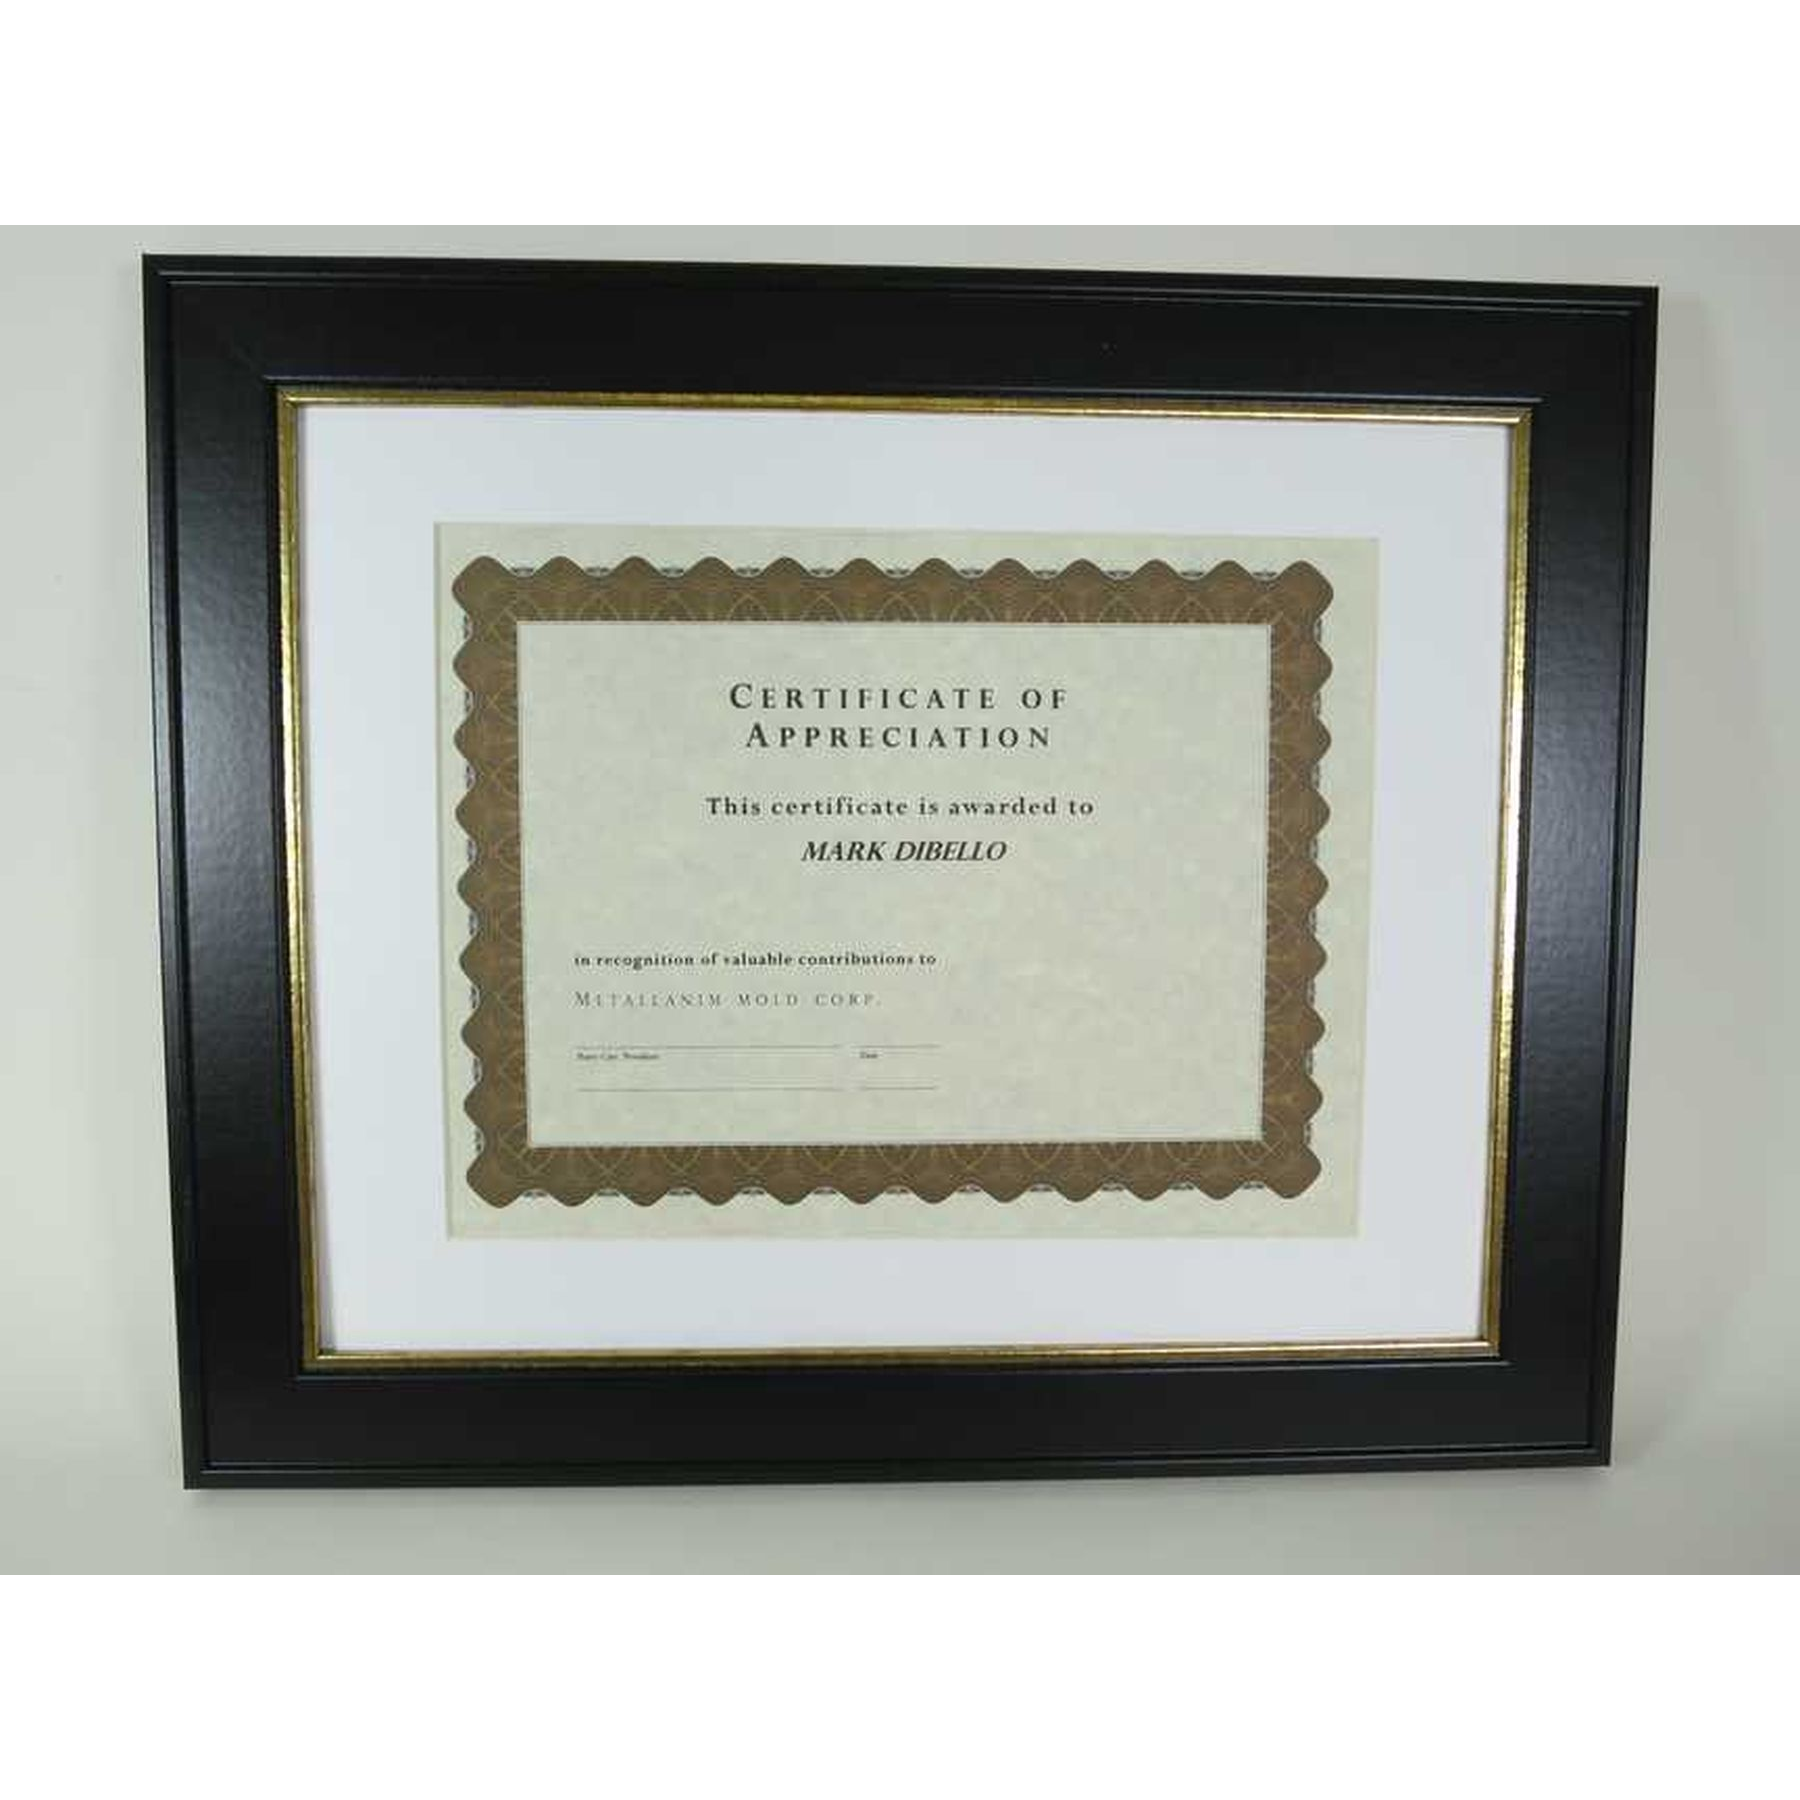 CERTIFICATE OF
APPRECIATION
This certificate is awarded to
MARK DIBELLO
in recognition of valuable contributions to
METALLANIM MOLD CORP.
Date